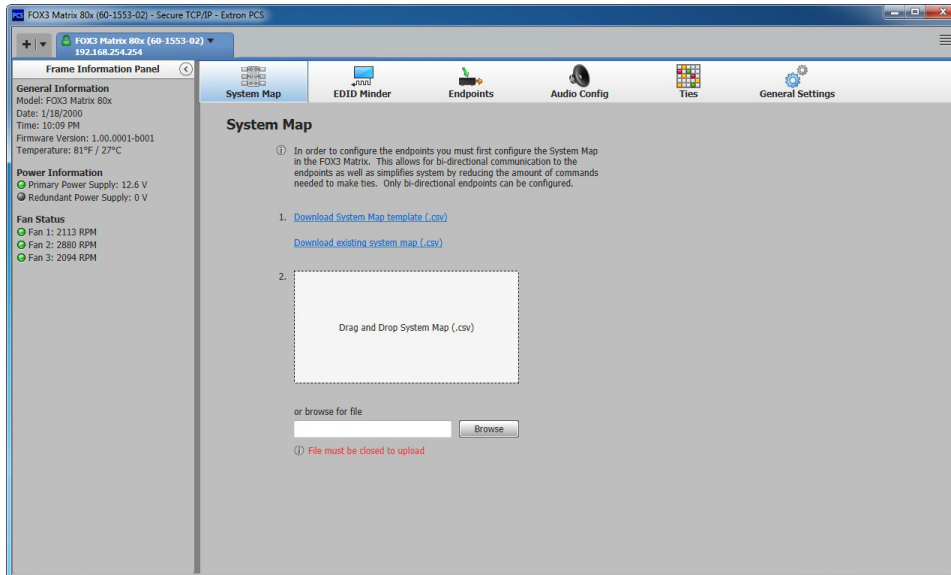 PCS FOX3 Matrix 80x (60-1553-02) - Secure TCP/IP - Extron PCS
FOX3 Matrix 80x (60-1553-02)
192.168.254.254
Frame Information Panel
General Information
Model: FOX3 Matrix 80x
Date: 1/18/2000
Time: 10:09 PM
Firmware Version: 1.00.0001-b001
Temperature: 81°F / 27°C
Power Information
Primary Power Supply: 12.6 V
Redundant Power Supply: 0 V
Fan Status
Fan 1: 2113 RPM
Fan 2: 2880 RPM
Fan 3: 2094 RPM
System Map EDID Minder Endpoints Audio Config Ties General Settings
System Map
In order to configure the endpoints you must first configure the System Map
in the FOX3 Matrix. This allows for bi-directional communication to the
endpoints as well as simplifies system by reducing the amount of commands
needed to make ties. Only bi-directional endpoints can be configured.
1. Download System Map template (.csv)
Download existing system map (.csv)
2.
Drag and Drop System Map (.csv)
or browse for file
Browse
File must be closed to upload